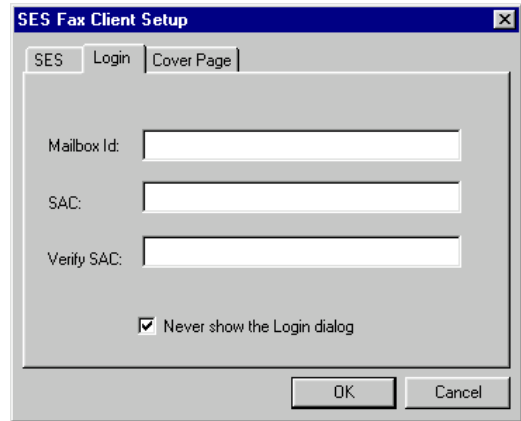 SES Fax Client Setup
SES Login Cover Page
Mailbox Id:
SAC:
Verify SAC:
Never show the Login dialog
OK Cancel